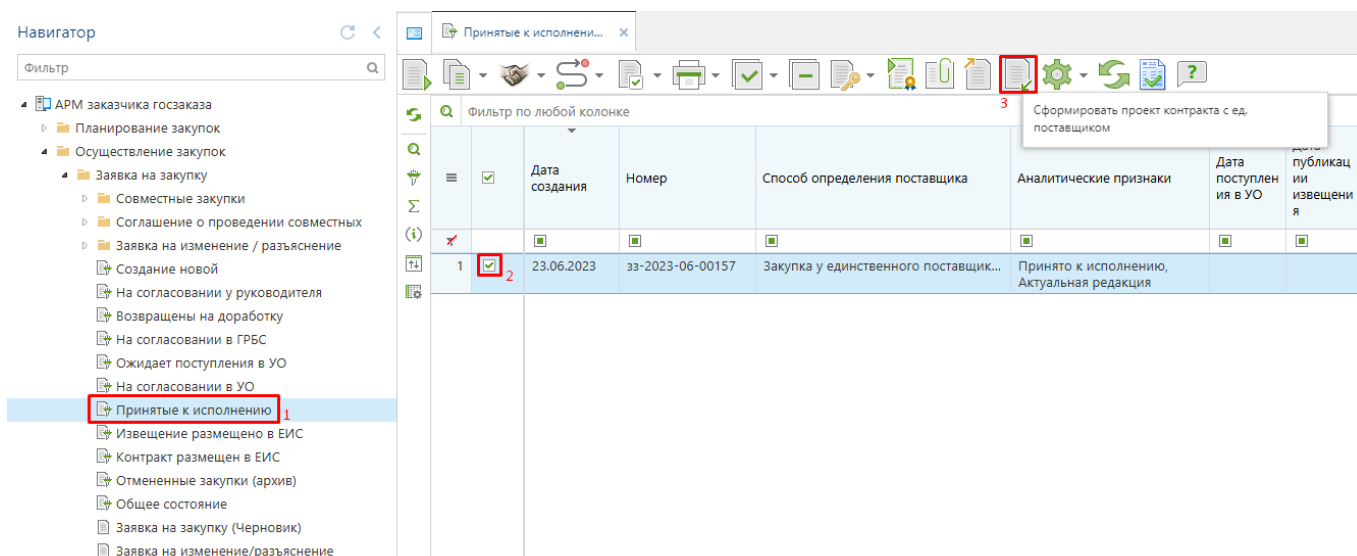 Навигатор
Принятые к исполнени...
Фильтр
3
Сформировать проект контракта с ед.
поставщиком
АРМ заказчика госзаказа
Планирование закупок
Осуществление закупок
Заявка на закупку
Совместные закупки
Соглашение о проведении совместных
Заявка на изменение / разъяснение
Создание новой
На согласовании у руководителя
Возвращены на доработку
На согласовании в ГРБС
Ожидает поступления в УО
На согласовании в УО
Принятые к исполнению
1
Извещение размещено в ЕИС
Контракт размещен в ЕИС
Отмененные закупки (архив)
Общее состояние
Заявка на закупку (Черновик)
Заявка на изменение/разъяснение
Фильтр по любой колонке
Дата
создания
Номер
Способ определения поставщика
Аналитические признаки
Дата
поступлен
ия в УО
Дата
публикац
ии
извещени
я
1
2
23.06.2023
зз-2023-06-00157
Закупка у единственного поставщик...
Принято к исполнению,
Актуальная редакция